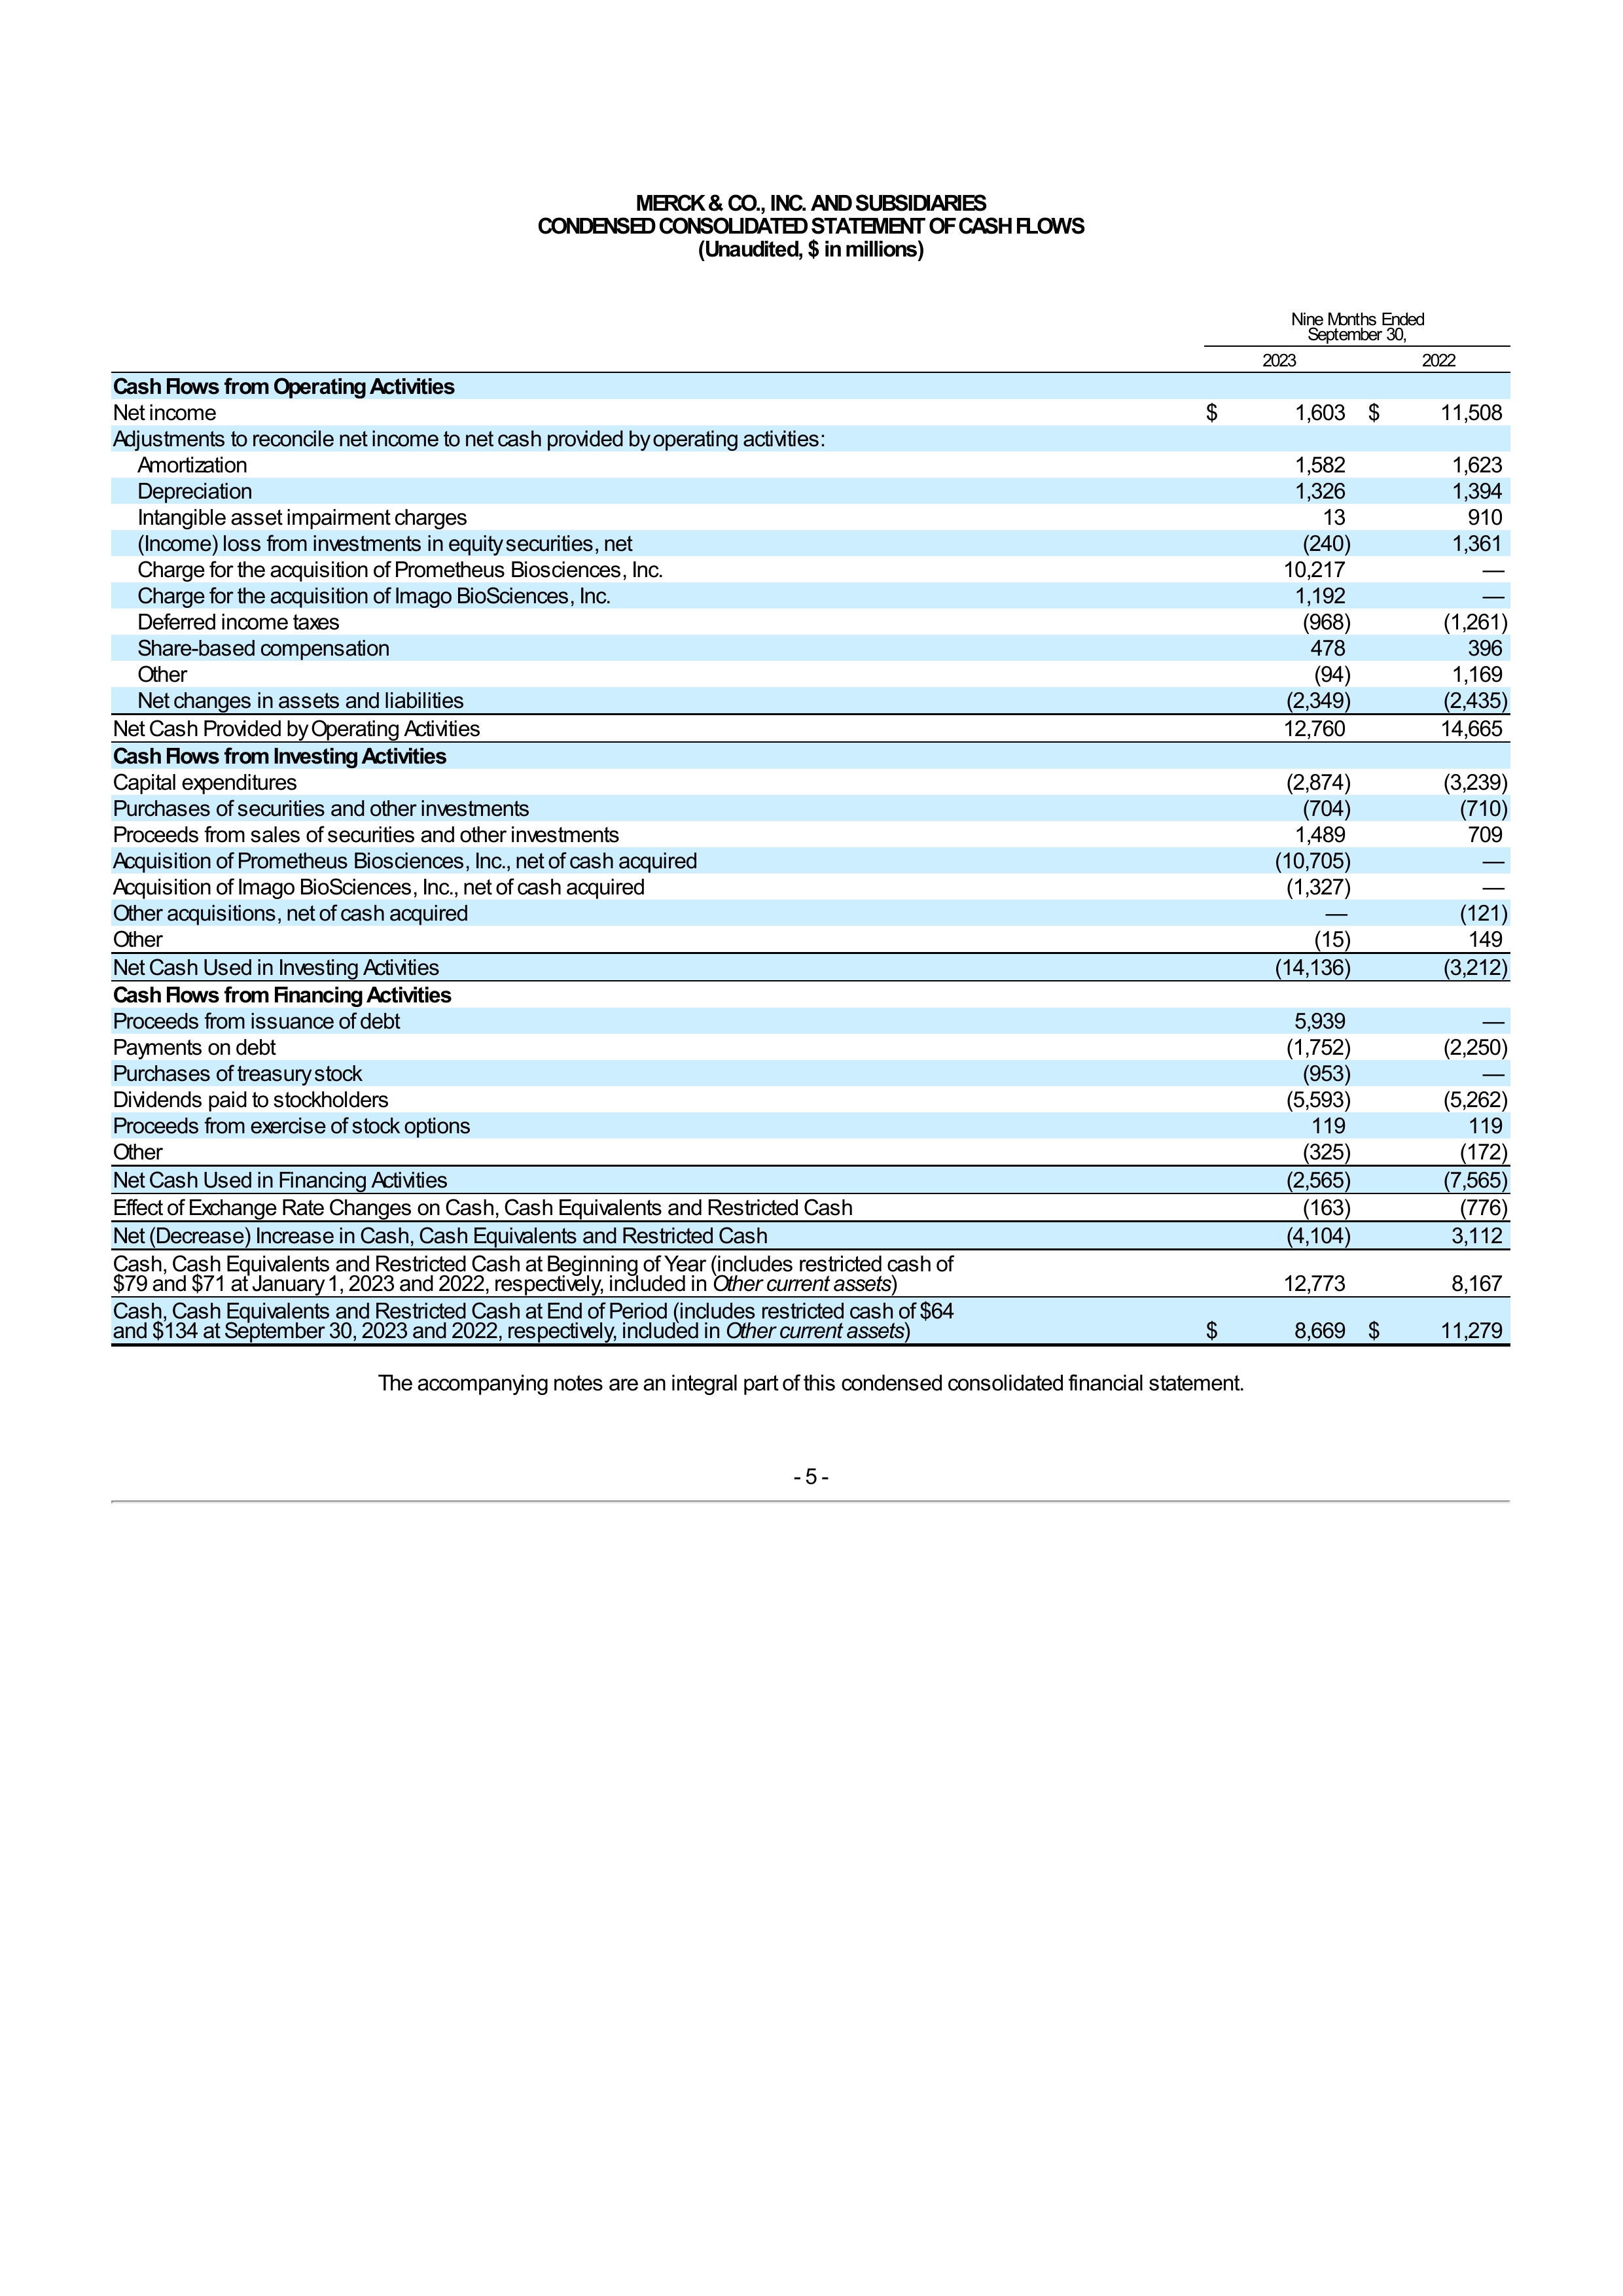 MERCK & CO., INC. AND SUBSIDIARIES
CONDENSED CONSOLIDATED STATEMENT OF CASH FLOWS
(Unaudited, $ in millions)
Nine Months Ended
September 30,
2023 2022
Cash Flows from Operating Activities
Net income $ 1,603 $ 11,508
Adjustments to reconcile net income to net cash provided by operating activities:
Amortization 1,582 1,623
Depreciation 1,326 1,394
Intangible asset impairment charges 13 910
(Income) loss from investments in equity securities, net (240) 1,361
Charge for the acquisition of Prometheus Biosciences, Inc. 10,217 —
Charge for the acquisition of Imago BioSciences, Inc. 1,192 —
Deferred income taxes (968) (1,261)
Share-based compensation 478 396
Other (94) 1,169
Net changes in assets and liabilities (2,349) (2,435)
Net Cash Provided by Operating Activities 12,760 14,665
Cash Flows from Investing Activities
Capital expenditures (2,874) (3,239)
Purchases of securities and other investments (704) (710)
Proceeds from sales of securities and other investments 1,489 709
Acquisition of Prometheus Biosciences, Inc., net of cash acquired (10,705) —
Acquisition of Imago BioSciences, Inc., net of cash acquired (1,327) —
Other acquisitions, net of cash acquired — (121)
Other (15) 149
Net Cash Used in Investing Activities (14,136) (3,212)
Cash Flows from Financing Activities
Proceeds from issuance of debt 5,939 —
Payments on debt (1,752) (2,250)
Purchases of treasury stock (953) —
Dividends paid to stockholders (5,593) (5,262)
Proceeds from exercise of stock options 119 119
Other (325) (172)
Net Cash Used in Financing Activities (2,565) (7,565)
Effect of Exchange Rate Changes on Cash, Cash Equivalents and Restricted Cash (163) (776)
Net (Decrease) Increase in Cash, Cash Equivalents and Restricted Cash (4,104) 3,112
Cash, Cash Equivalents and Restricted Cash at Beginning of Year (includes restricted cash of
$79 and $71 at January 1, 2023 and 2022, respectively, included in Other current assets) 12,773 8,167
Cash, Cash Equivalents and Restricted Cash at End of Period (includes restricted cash of $64
and $134 at September 30, 2023 and 2022, respectively, included in Other current assets) $ 8,669 $ 11,279
The accompanying notes are an integral part of this condensed consolidated financial statement.
- 5 -